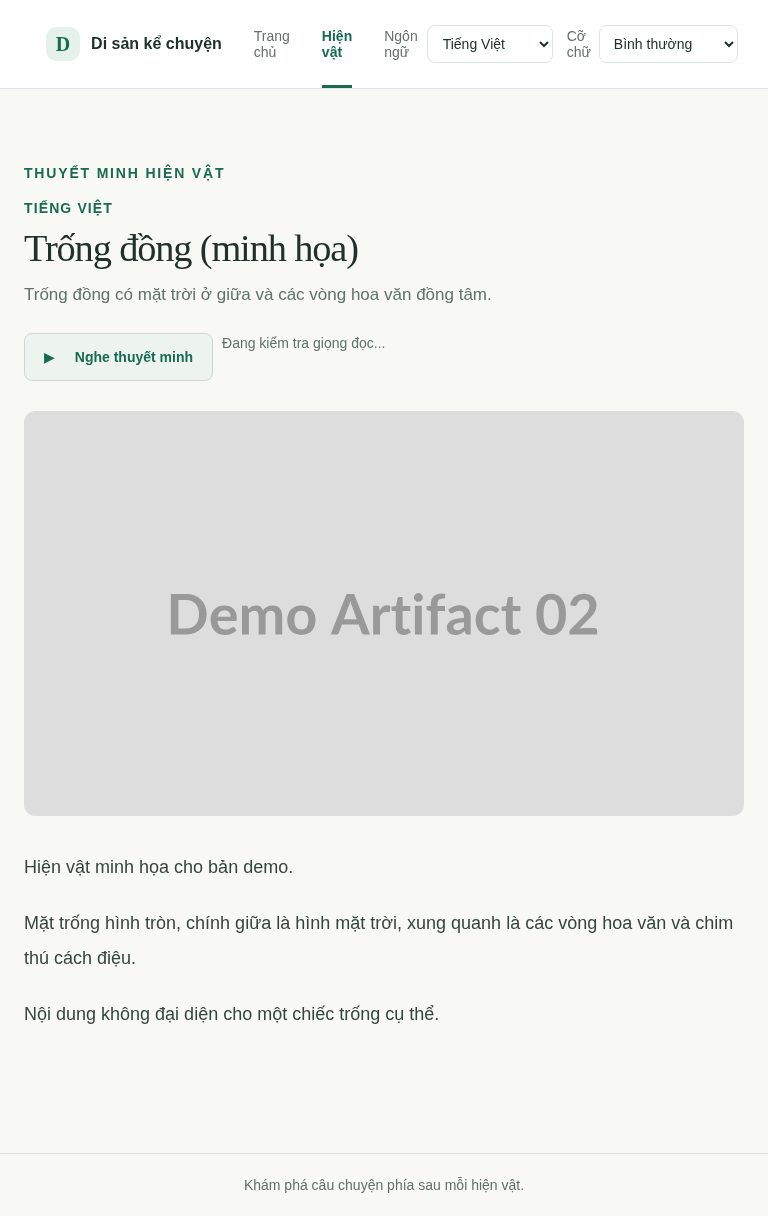 D Di sản kể chuyện
Trang chủ
Hiện vật
Ngôn ngữ
Tiếng Việt
Cỡ chữ
Bình thường
THUYẾT MINH HIỆN VẬT
TIẾNG VIỆT
Trống đồng (minh họa)
Trống đồng có mặt trời ở giữa và các vòng hoa văn đồng tâm.
▶ Nghe thuyết minh
Đang kiểm tra giọng đọc...
Demo Artifact 02
Hiện vật minh họa cho bản demo.
Mặt trống hình tròn, chính giữa là hình mặt trời, xung quanh là các vòng hoa văn và chim
thú cách điệu.
Nội dung không đại diện cho một chiếc trống cụ thể.
Khám phá câu chuyện phía sau mỗi hiện vật.